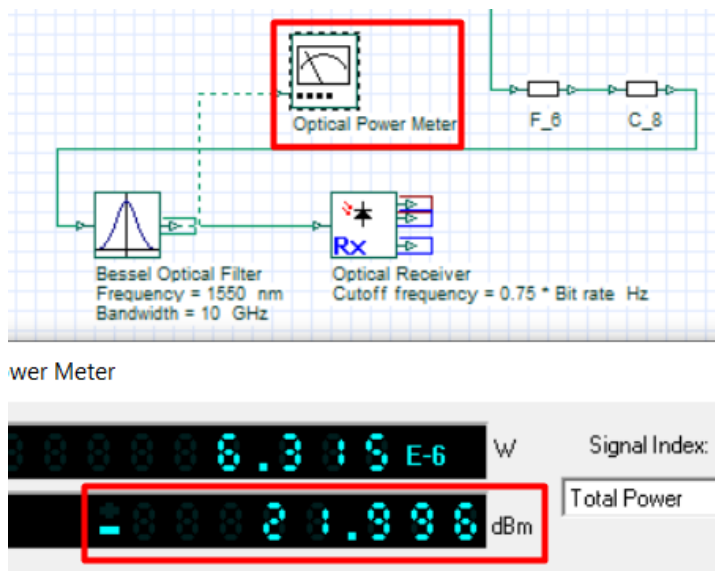 Optical Power Meter
F_6
C_8
Rx
Bessel Optical Filter
Frequency = 1550 nm
Bandwidth = 10 GHz
Optical Receiver
Cutoff frequency = 0.75 * Bit rate Hz
wer Meter
6.315 E-6 W
Signal Index:
- 21.996 dBm
Total Power